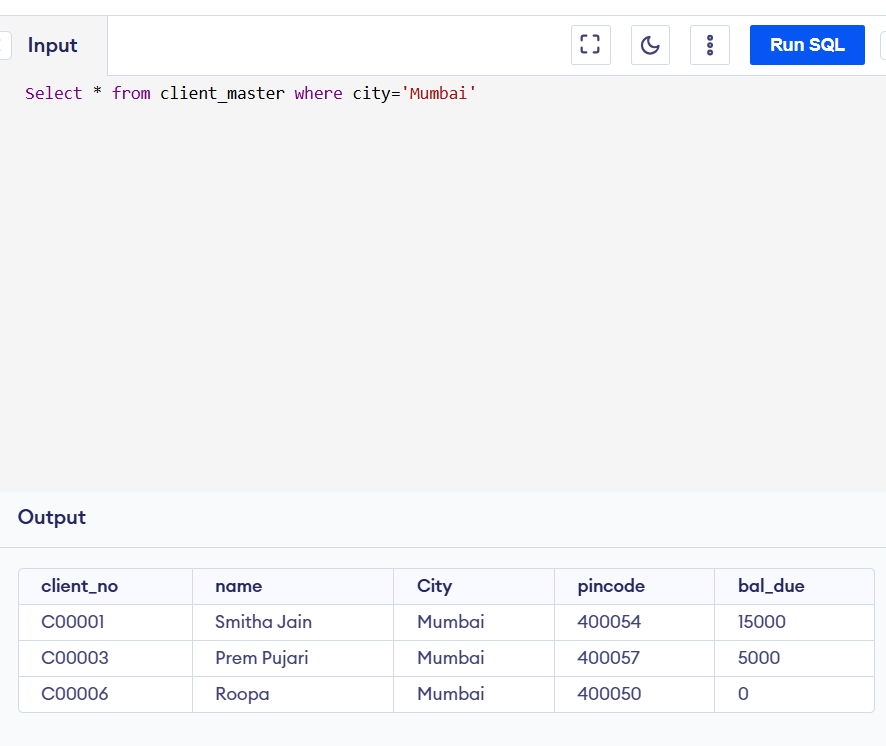 Input
Run SQL
Select * from client_master where city='Mumbai'
Output
client_no name City pincode bal_due
C00001 Smitha Jain Mumbai 400054 15000
C00003 Prem Pujari Mumbai 400057 5000
C00006 Roopa Mumbai 400050 0